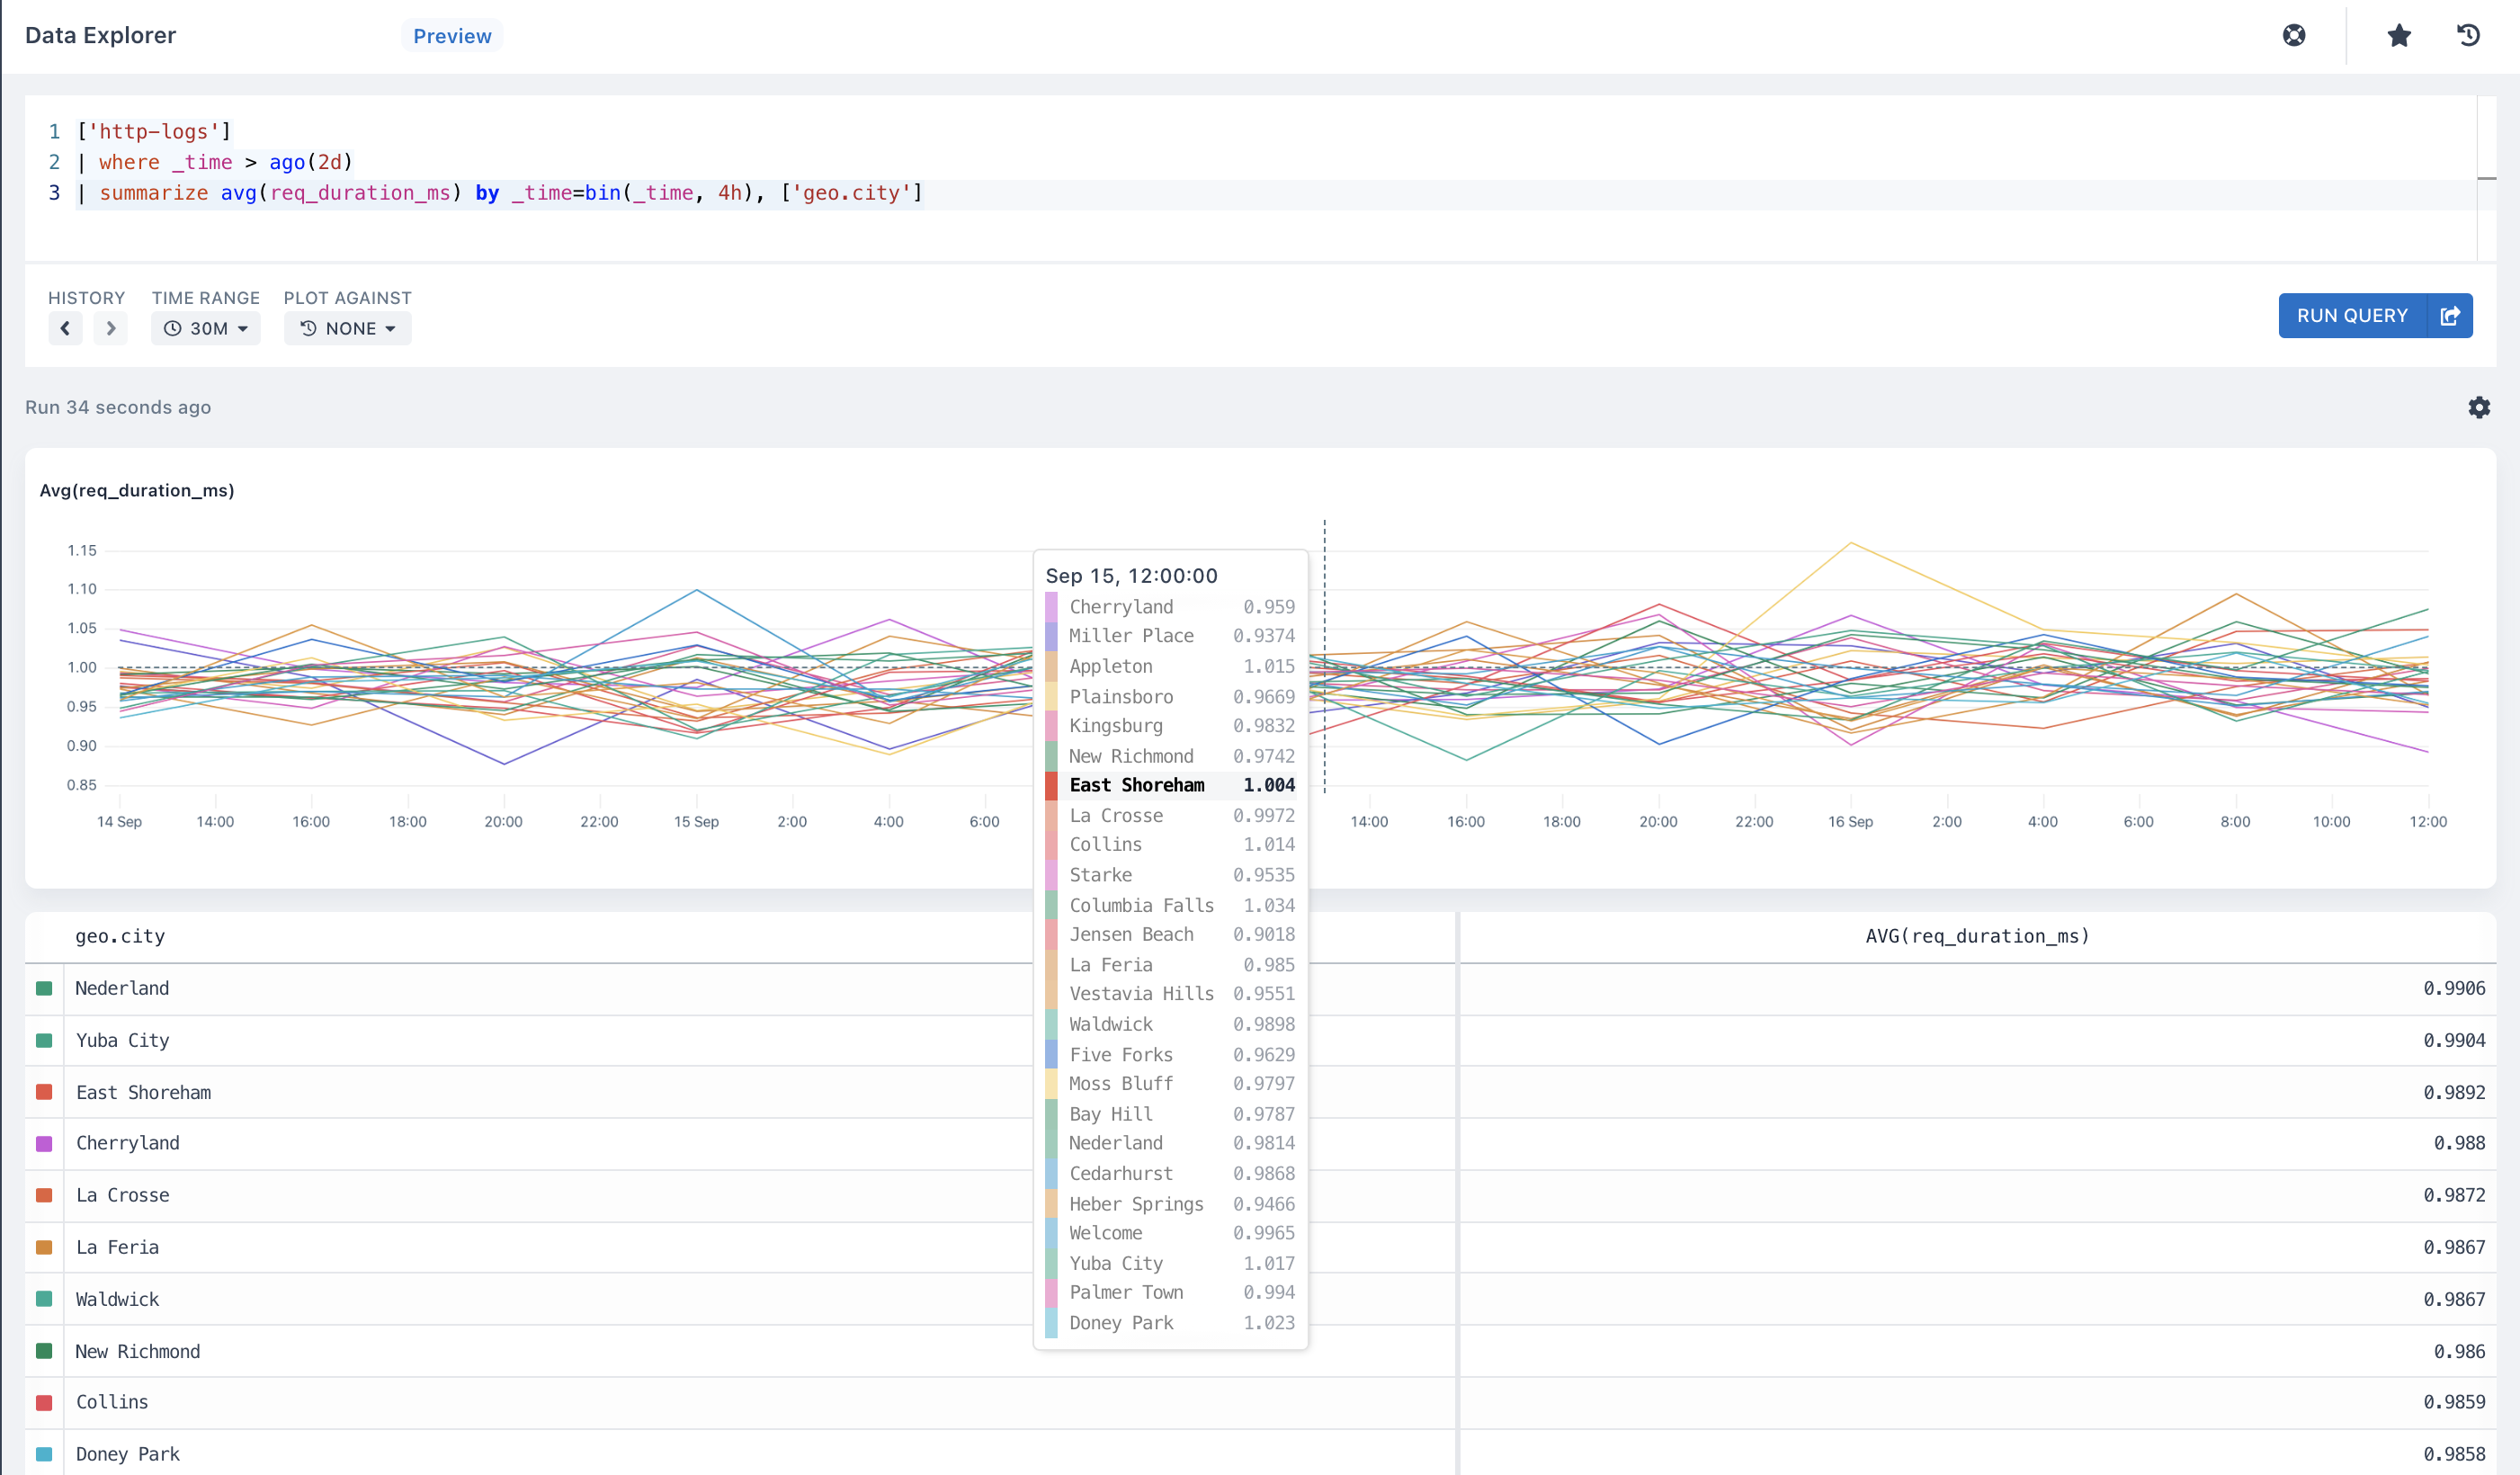 Data Explorer Preview
1 ['http-logs']
2 | where _time > ago(2d)
3 | summarize avg(req_duration_ms) by _time=bin(_time, 4h), ['geo.city']
HISTORY TIME RANGE PLOT AGAINST
30M NONE
RUN QUERY
Run 34 seconds ago
Avg(req_duration_ms)
1.15
1.10
1.05
1.00
0.95
0.90
0.85
14 Sep 14:00 16:00 18:00 20:00 22:00 15 Sep 2:00 4:00 6:00 14:00 16:00 18:00 20:00 22:00 16 Sep 2:00 4:00 6:00 8:00 10:00 12:00
Sep 15, 12:00:00
Cherryland 0.959
Miller Place 0.9374
Appleton 1.015
Plainsboro 0.9669
Kingsburg 0.9832
New Richmond 0.9742
East Shoreham 1.004
La Crosse 0.9972
Collins 1.014
Starke 0.9535
Columbia Falls 1.034
Jensen Beach 0.9018
La Feria 0.985
Vestavia Hills 0.9551
Waldwick 0.9898
Five Forks 0.9629
Moss Bluff 0.9797
Bay Hill 0.9787
Nederland 0.9814
Cedarhurst 0.9868
Heber Springs 0.9466
Welcome 0.9965
Yuba City 1.017
Palmer Town 0.994
Doney Park 1.023
geo.city AVG(req_duration_ms)
Nederland 0.9906
Yuba City 0.9904
East Shoreham 0.9892
Cherryland 0.988
La Crosse 0.9872
La Feria 0.9867
Waldwick 0.9867
New Richmond 0.986
Collins 0.9859
Doney Park 0.9858